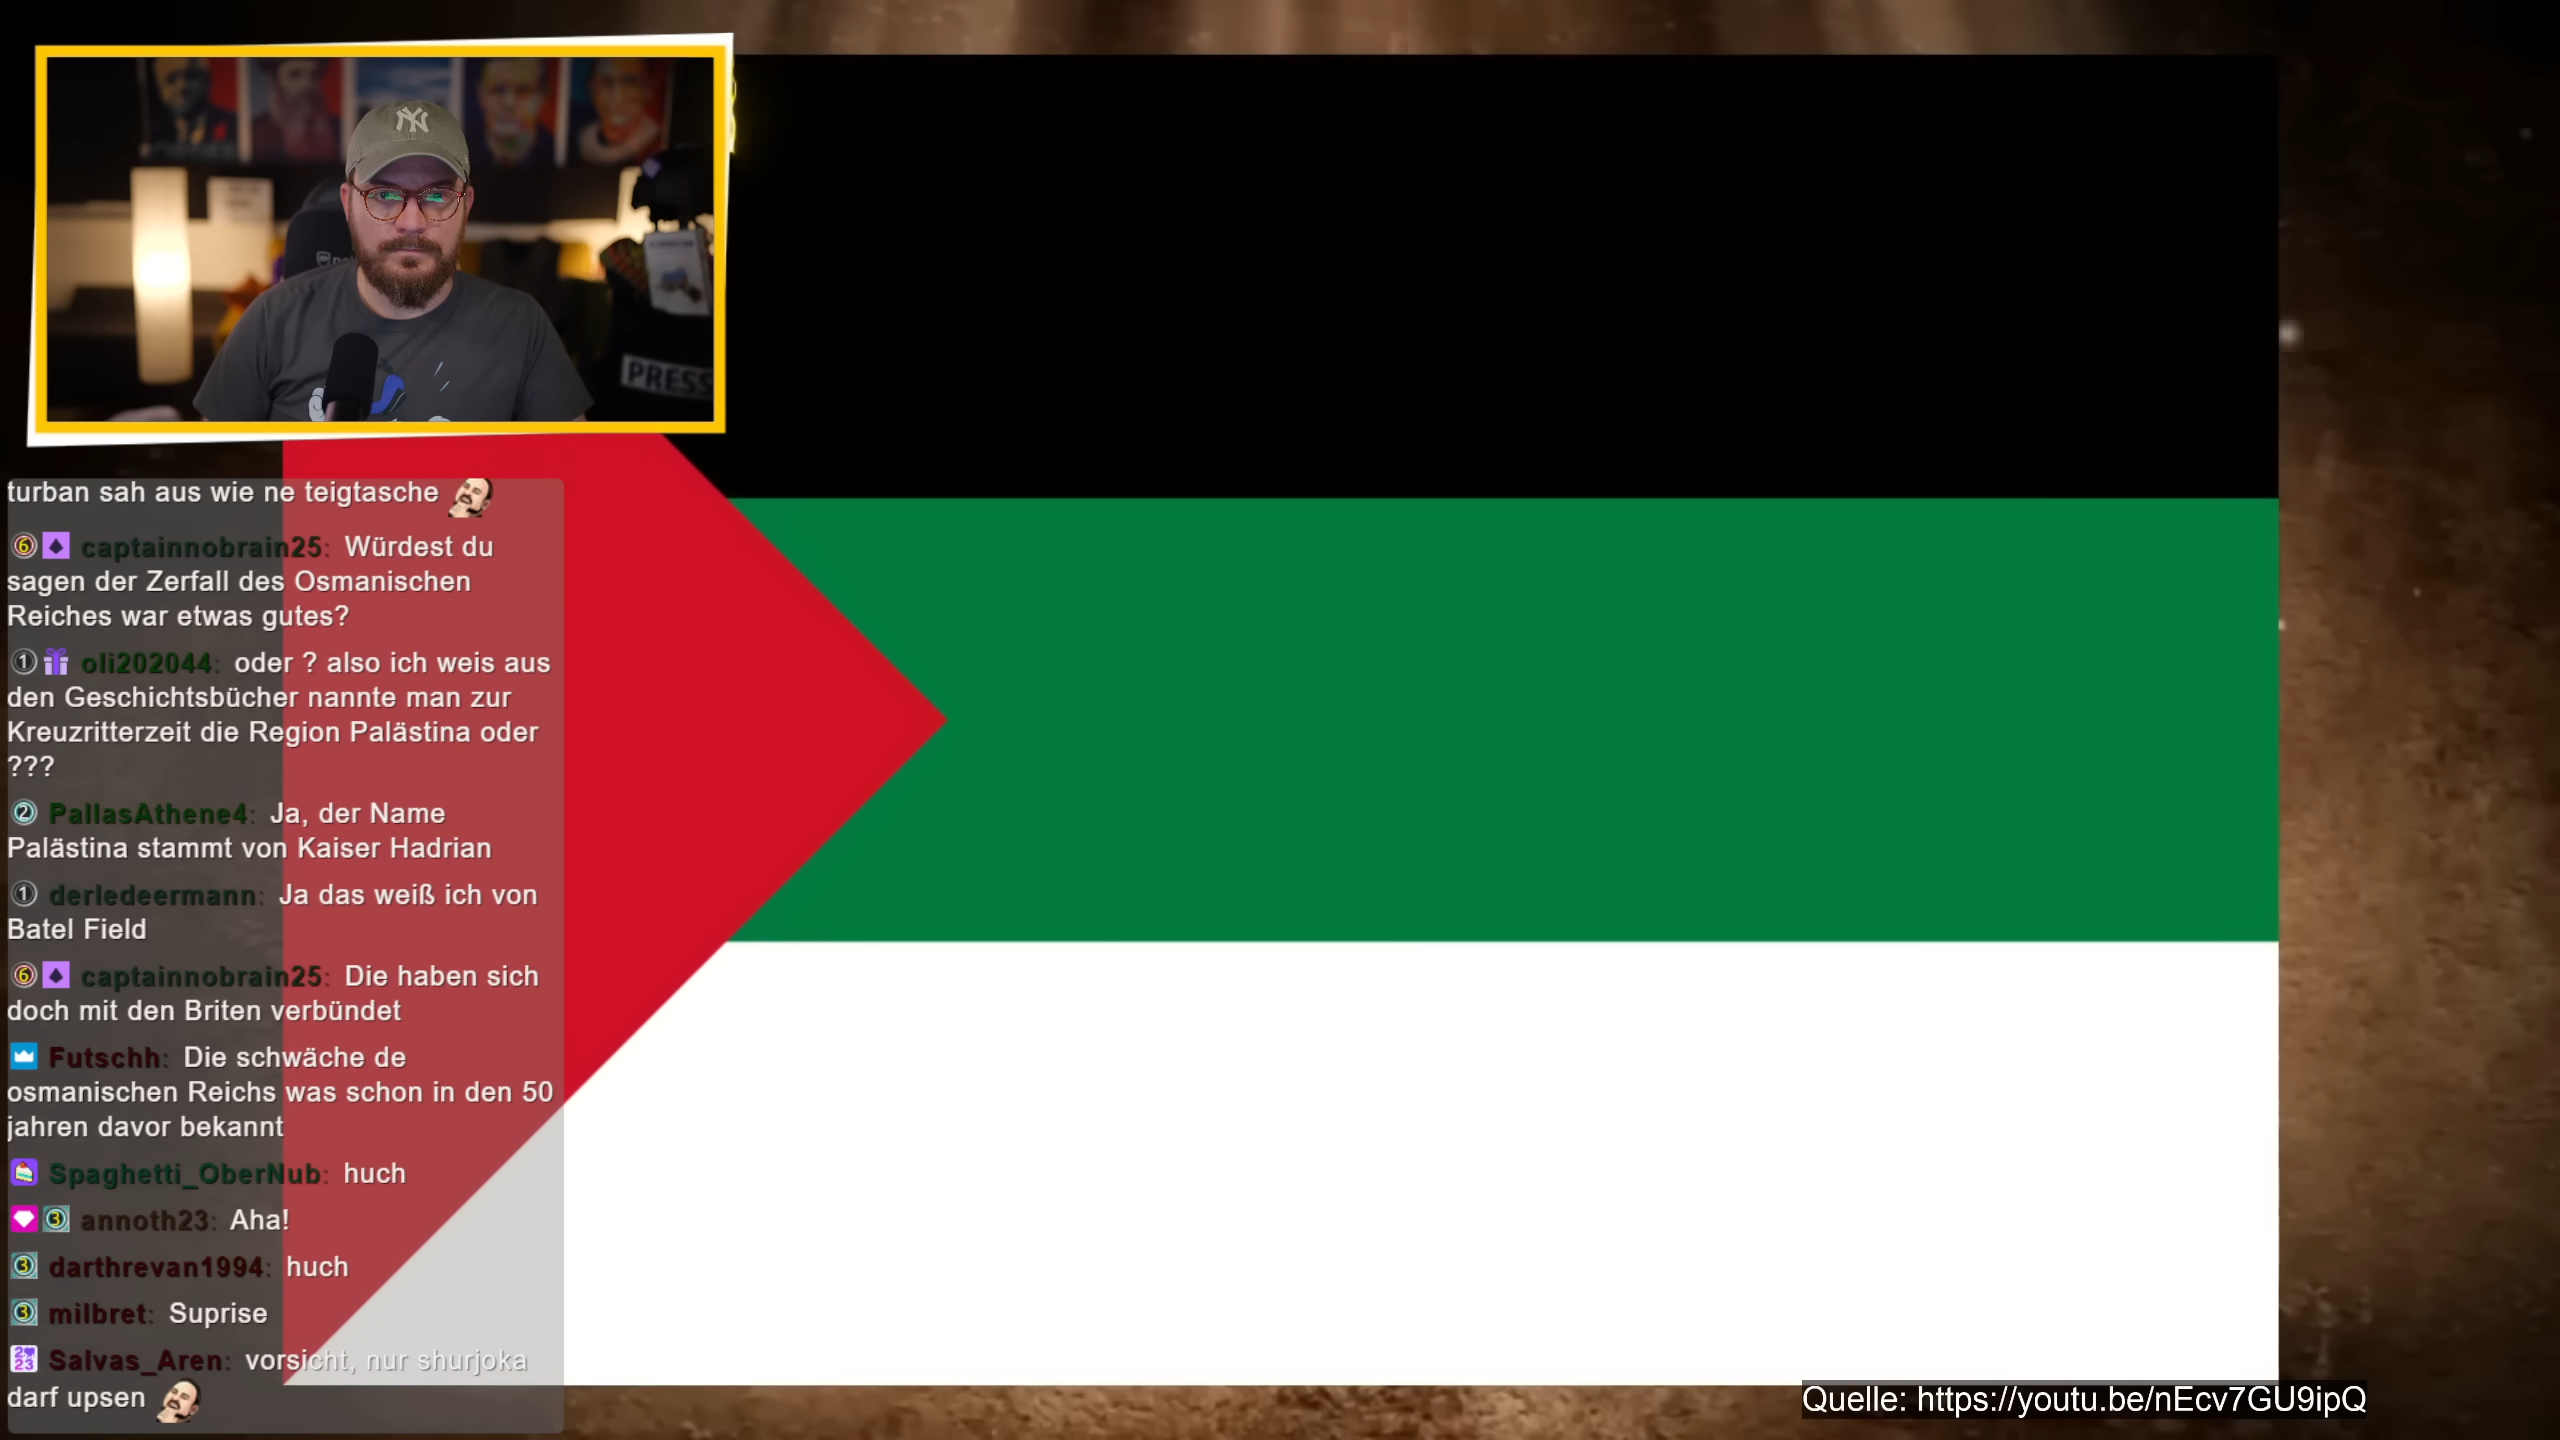 NY
PRESS
turban sah aus wie ne teigtasche
captainnobrain25: Würdest du
sagen der Zerfall des Osmanischen
Reiches war etwas gutes?
oli202044: oder ? also ich weis aus
den Geschichtsbücher nannte man zur
Kreuzritterzeit die Region Palästina oder
???
PallasAthene4: Ja, der Name
Palästina stammt von Kaiser Hadrian
derledeermann: Ja das weiß ich von
Batel Field
captainnobrain25: Die haben sich
doch mit den Briten verbündet
Futschh: Die schwäche de
osmanischen Reichs was schon in den 50
jahren davor bekannt
Spaghetti_OberNub: huch
annoth23: Aha!
darthrevan1994: huch
milbret: Suprise
Salvas_Aren: vorsicht, nur shurjoka
darf upsen
Quelle: https://youtu.be/nEcv7GU9ipQ